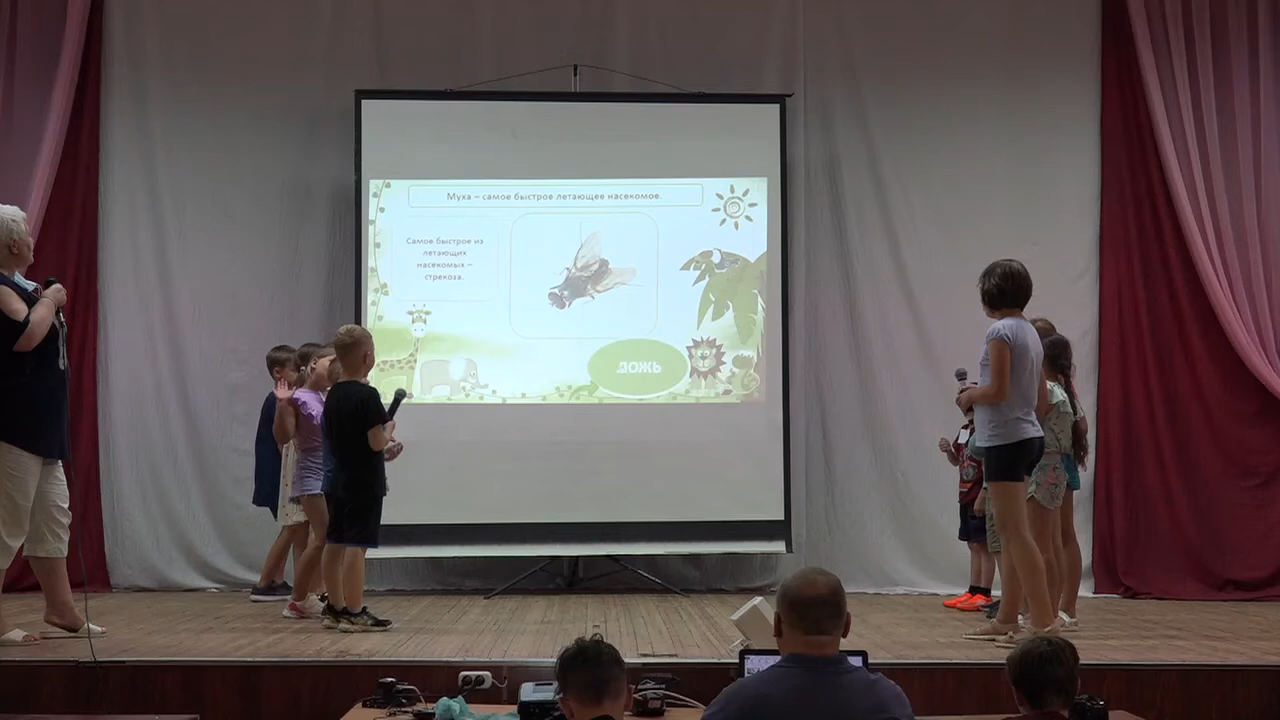 Муха – самое быстрое летающее насекомое.
Самое быстрое из
летающих
насекомых –
стрекоза.
ЛОЖЬ